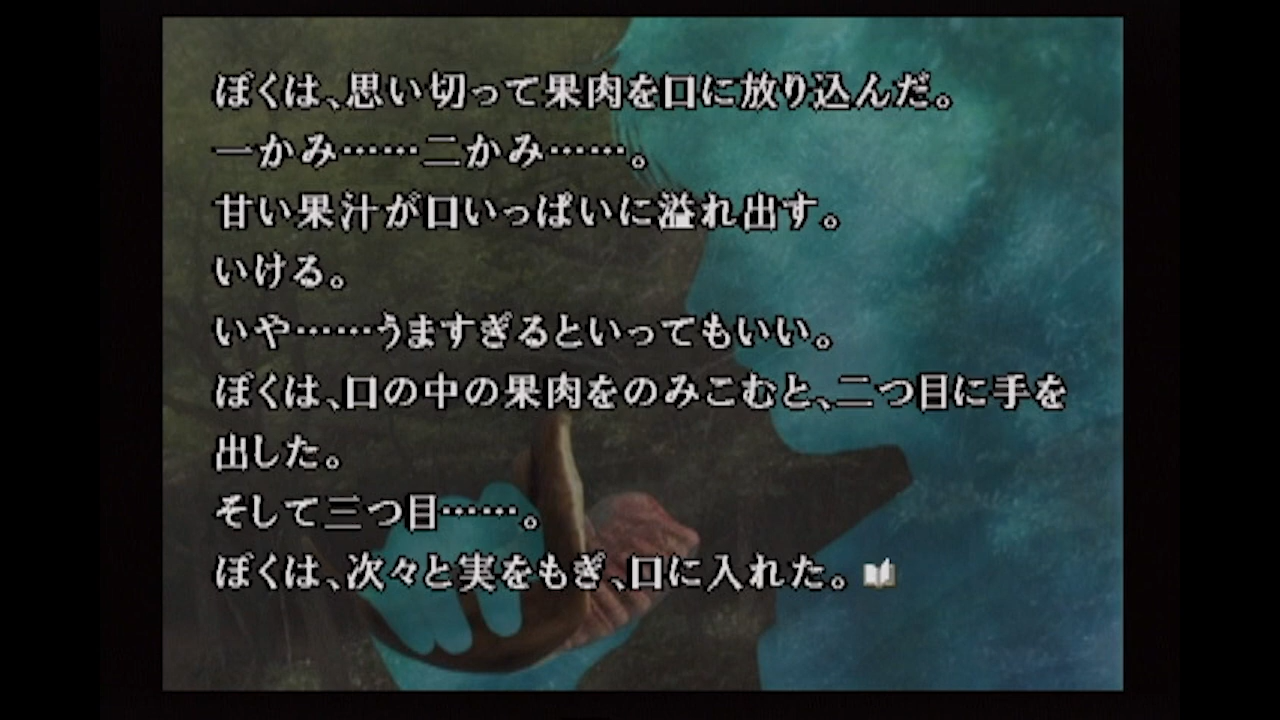 ぼくは、思い切って果肉を口に放り込んだ。
一かみ……二かみ……。
甘い果汁が口いっぱいに溢れ出す。
いける。
いや……うますぎるといってもいい。
ぼくは、口の中の果肉をのみこむと、二つ目に手を
出した。
そして三つ目……。
ぼくは、次々と実をもぎ、口に入れた。